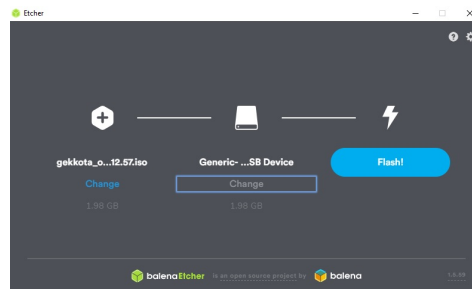 Etcher
gekkota_o...12.57.iso
Generic- ...SB Device
Flash!
Change
Change
1.98 GB
1.98 GB
balenaEtcher is an open source project by balena